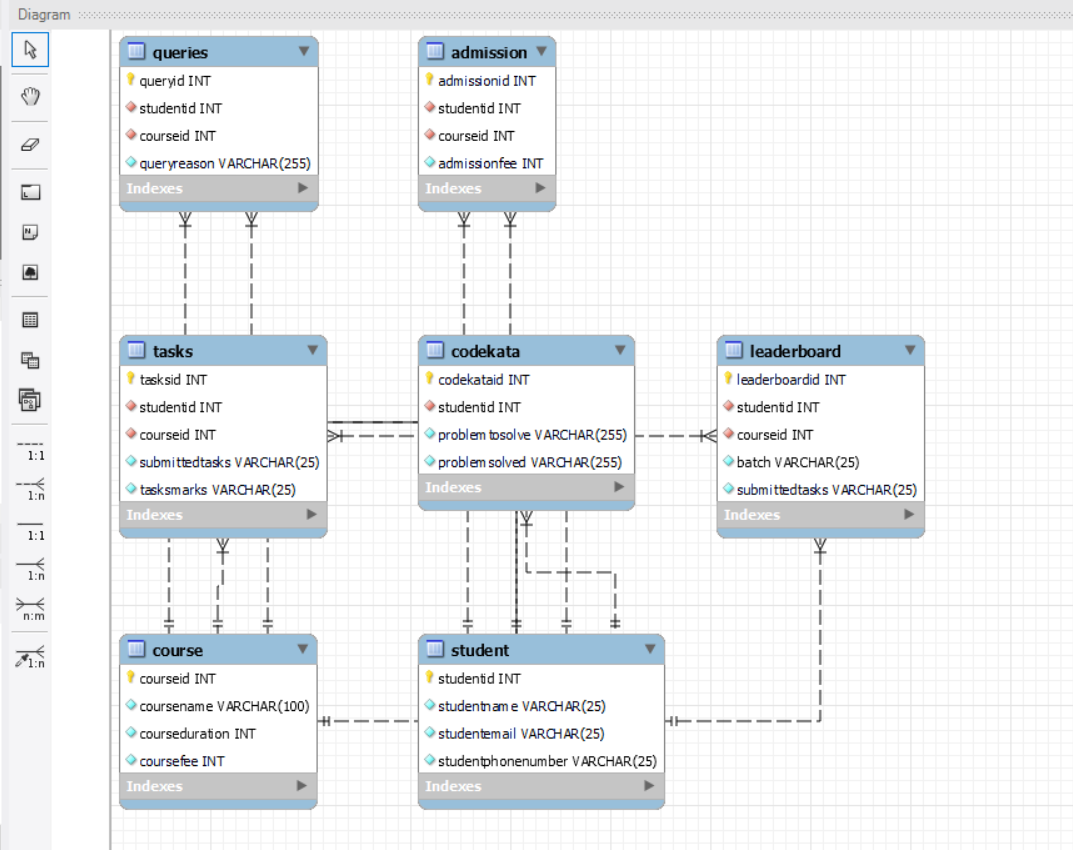 Diagram
queries
queryid INT
studentid INT
courseid INT
queryreason VARCHAR(255)
Indexes
admission
admissionid INT
studentid INT
courseid INT
admissionfee INT
Indexes
tasks
tasksid INT
studentid INT
courseid INT
submittedtasks VARCHAR(25)
tasksmarks VARCHAR(25)
Indexes
codekata
codekataid INT
studentid INT
problemtosolve VARCHAR(255)
problemsolved VARCHAR(255)
Indexes
leaderboard
leaderboardid INT
studentid INT
courseid INT
batch VARCHAR(25)
submittedtasks VARCHAR(25)
Indexes
course
courseid INT
coursename VARCHAR(100)
courseduration INT
coursefee INT
Indexes
student
studentid INT
studentname VARCHAR(25)
studentemail VARCHAR(25)
studentphonenumber VARCHAR(25)
Indexes
1:1
1:n
1:1
1:n
n:m
1:n